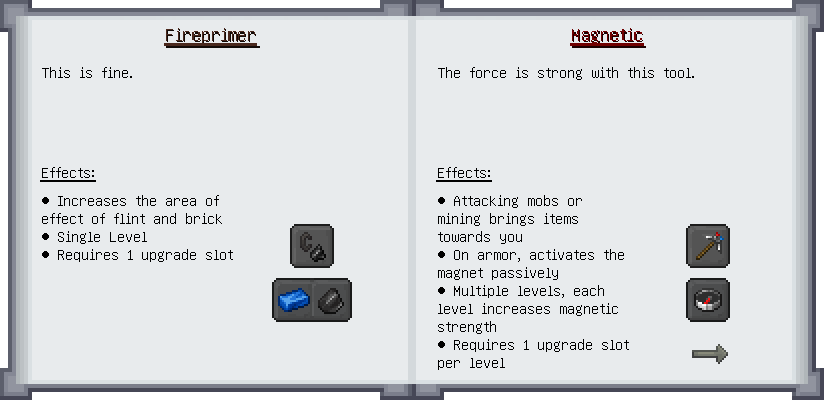 Fireprimer
This is fine.
Effects:
● Increases the area of
effect of flint and brick
● Single Level
● Requires 1 upgrade slot
Magnetic
The force is strong with this tool.
Effects:
● Attacking mobs or
mining brings items
towards you
● On armor, activates the
magnet passively
● Multiple levels, each
level increases magnetic
strength
● Requires 1 upgrade slot
per level